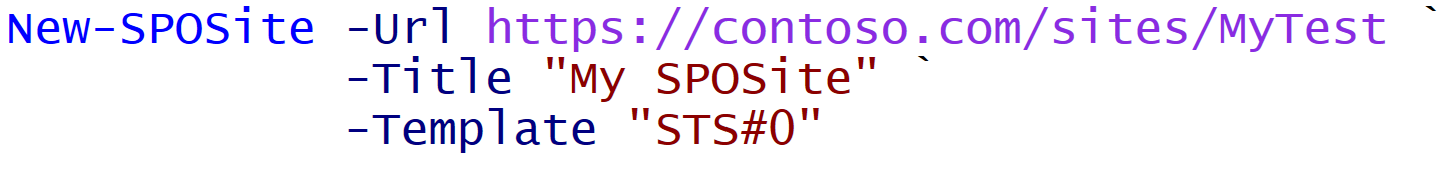 New-SPOSite -Url https://contoso.com/sites/MyTest `
-Title "My SPOSite" `
-Template "STS#0"